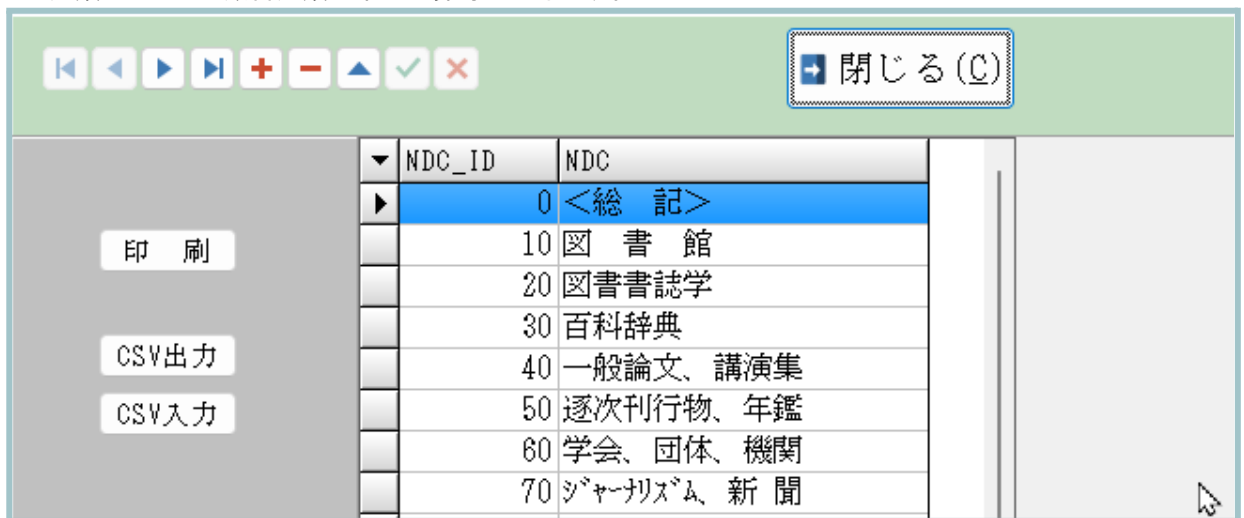 閉じる(C)
NDC_ID NDC
0 <総　記>
印　刷
10 図　書　館
20 図書書誌学
30 百科辞典
CSV出力
40 一般論文、講演集
CSV入力
50 逐次刊行物、年鑑
60 学会、団体、機関
70 ｼﾞｬｰﾅﾘｽﾞﾑ、新 聞